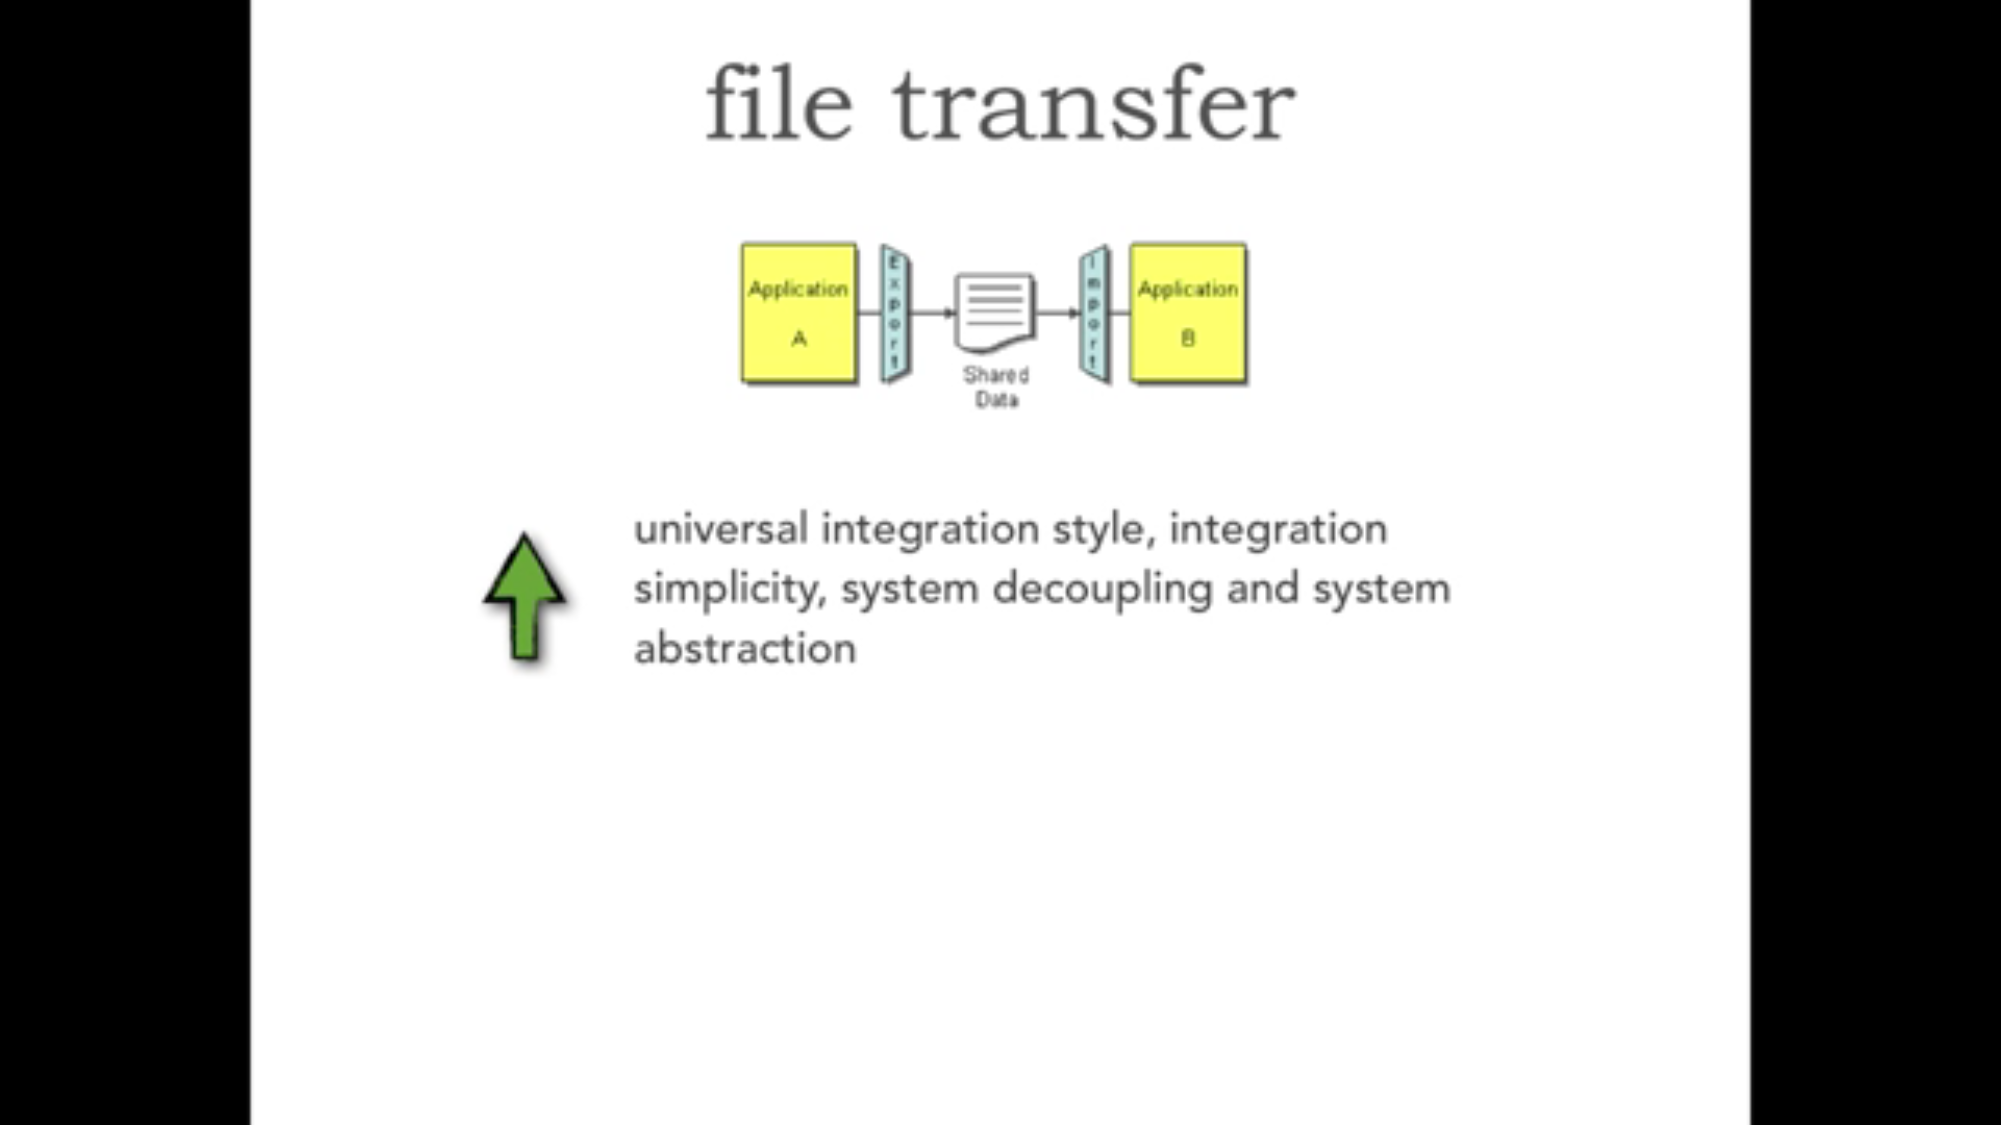 file transfer
Application
A
Export
Shared
Data
Import
Application
B
universal integration style, integration
simplicity, system decoupling and system
abstraction